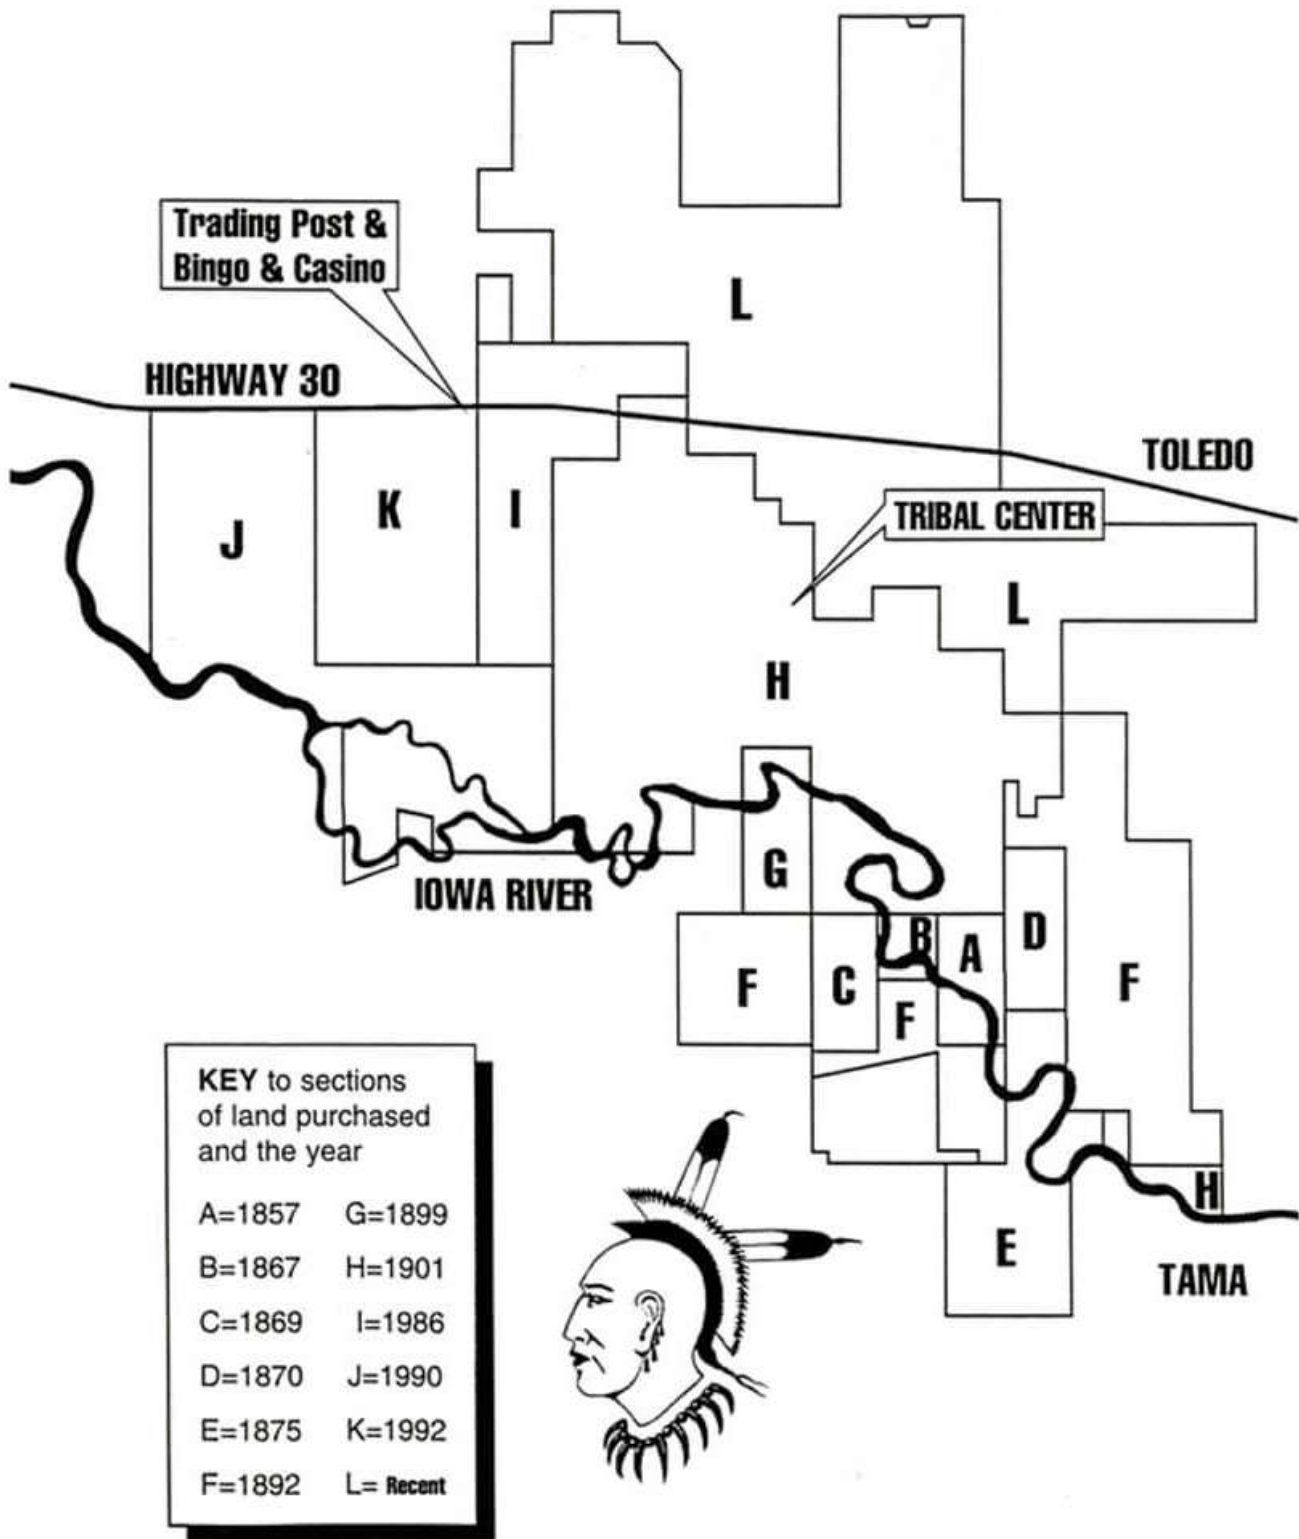 Trading Post &
Bingo & Casino
L
HIGHWAY 30
TOLEDO
K
I
TRIBAL CENTER
J
L
H
G
IOWA RIVER
B
D
A
F
C
F
F
KEY to sections
of land purchased
and the year
H
A=1857 G=1899
E
B=1867 H=1901
TAMA
C=1869 I=1986
D=1870 J=1990
E=1875 K=1992
F=1892 L= Recent